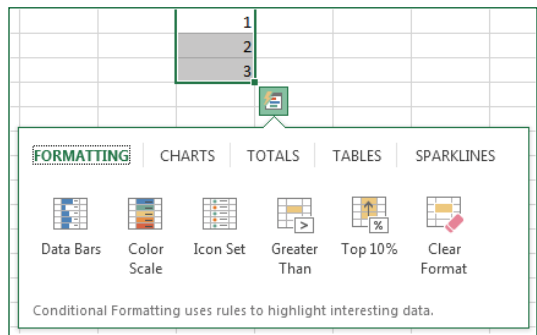 1
2
3
FORMATTING CHARTS TOTALS TABLES SPARKLINES
Data Bars Color Scale Icon Set Greater Than Top 10% Clear Format
Conditional Formatting uses rules to highlight interesting data.